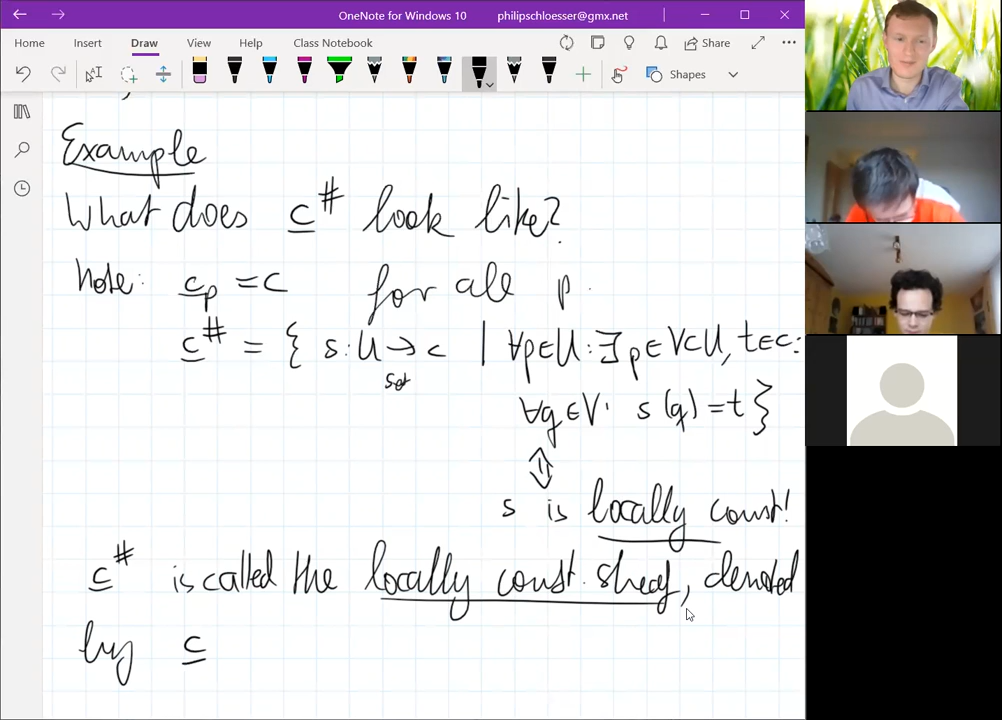 OneNote for Windows 10 philipschloesser@gmx.net
Home Insert Draw View Help Class Notebook Share
Shapes
Example
What does c̲^# look like?
Note: c̲_p = c for all p.
c̲^# = { s: U → c | ∀p∈U: ∃ p∈V⊂U, t∈c:
Set
∀q∈V: s(q) = t }
⇕
s is locally const!
c̲^# is called the locally const. sheaf, denoted
by c̲